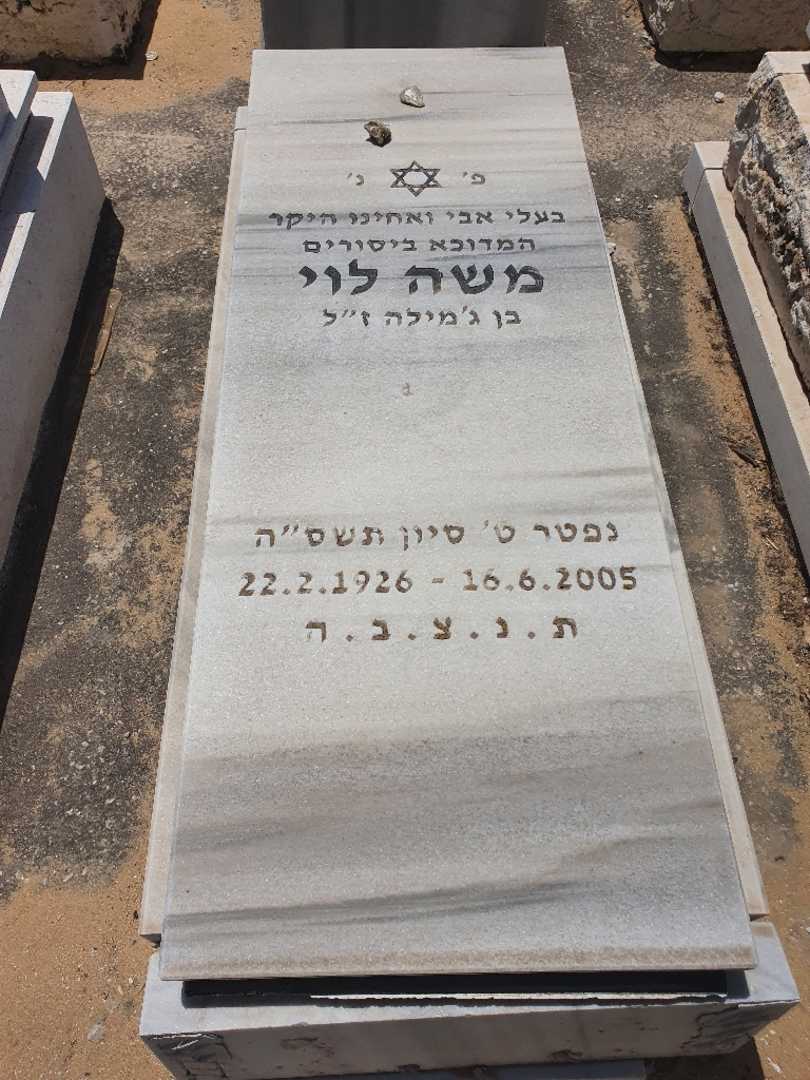 פ' נ'
בעלי אבי ואחינו היקר
המדוכא ביסורים
משה לוי
בן ג'מילה ז"ל
נפטר ט' סיון תשס"ה
22.2.1926 - 16.6.2005
ת.נ.צ.ב.ה